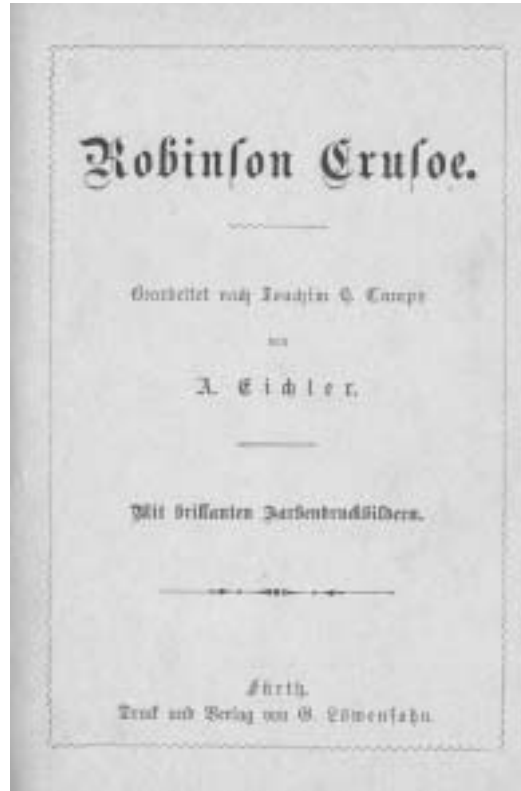 Robinſon Cruſoe.
Bearbeitet nach Joachim H. Campe
von
A. Eichler.
Mit brillanten Farbendruckbildern.
Fürth.
Druck und Verlag von G. Löwenſohn.